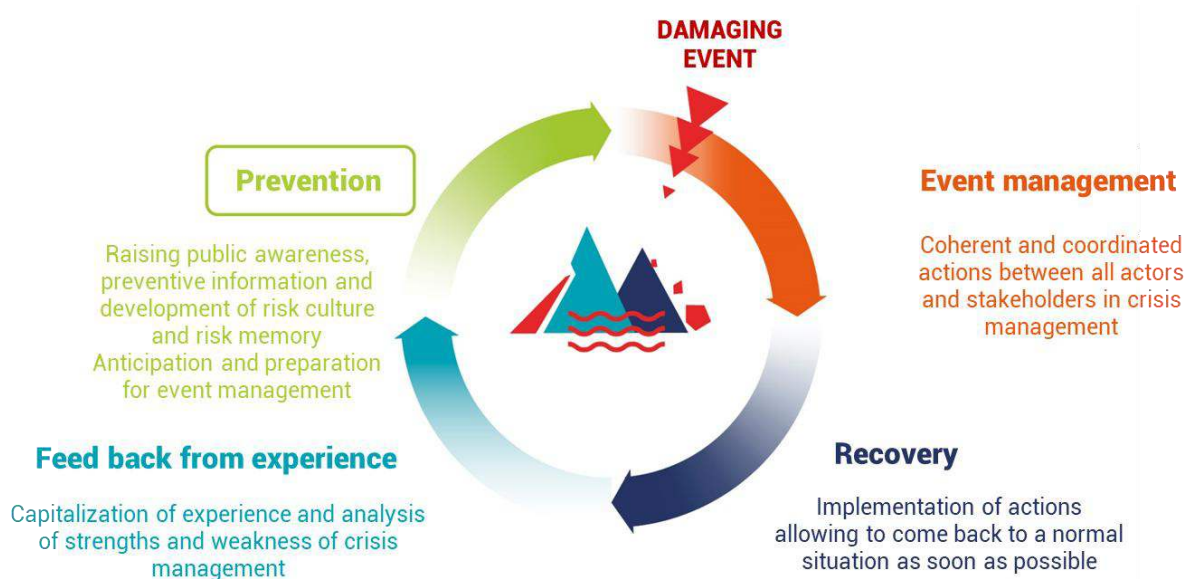 DAMAGING
EVENT
Prevention
Raising public awareness,
preventive information and
development of risk culture
and risk memory
Anticipation and preparation
for event management
Event management
Coherent and coordinated
actions between all actors
and stakeholders in crisis
management
Feed back from experience
Capitalization of experience and analysis
of strengths and weakness of crisis
management
Recovery
Implementation of actions
allowing to come back to a normal
situation as soon as possible